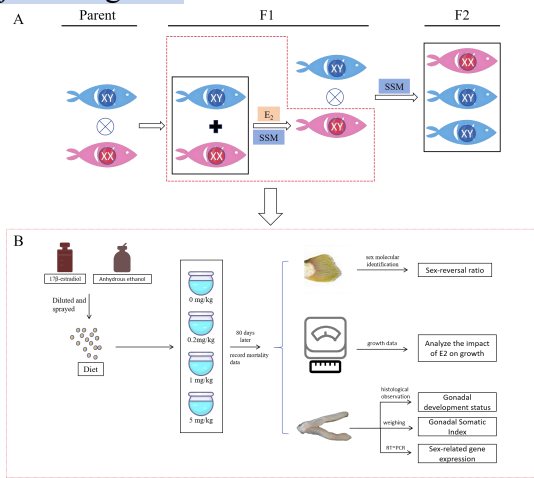 Parent F1 F2
A
XY
XX
XY
XX
E2
SSM
XY
XY
SSM
XX
XY
XY
B
17β-estradiol
Anhydrous ethanol
Diluted and
sprayed
Diet
0 mg/kg
0.2mg/kg
1 mg/kg
5 mg/kg
80 days
later
record mortality
data
sex molecular
identification
Sex-reversal ratio
growth data
Analyze the impact
of E2 on growth
histological
observation
Gonadal
development status
weighing
Gonadal Somatic
Index
RT*PCR
Sex-related gene
expression